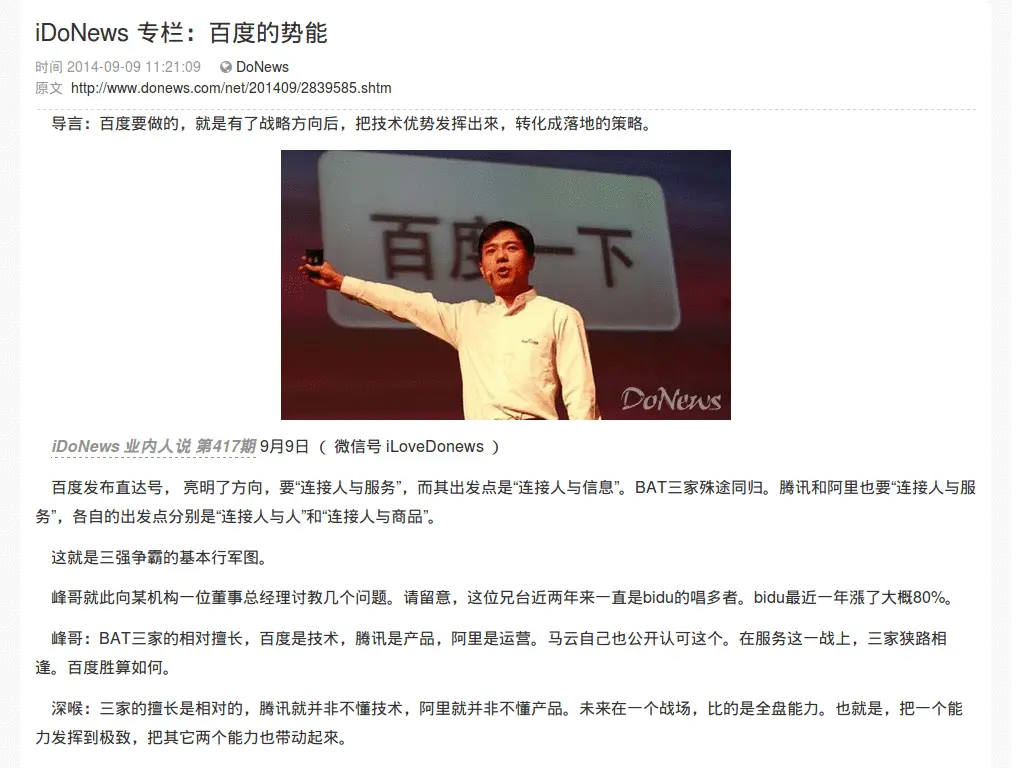 iDoNews 专栏：百度的势能
时间 2014-09-09 11:21:09 DoNews
原文 http://www.donews.com/net/201409/2839585.shtm
导言：百度要做的，就是有了战略方向后，把技术优势发挥出來，转化成落地的策略。
百度一下
DoNews
iDoNews 业内人说 第417期 9月9日 （ 微信号 iLoveDonews ）
百度发布直达号， 亮明了方向，要“连接人与服务”，而其出发点是“连接人与信息”。BAT三家殊途同归。腾讯和阿里也要“连接人与服
务”，各自的出发点分别是“连接人与人”和“连接人与商品”。
这就是三强争霸的基本行军图。
峰哥就此向某机构一位董事总经理讨教几个问题。请留意，这位兄台近两年来一直是bidu的唱多者。bidu最近一年漲了大概80%。
峰哥：BAT三家的相对擅长，百度是技术，腾讯是产品，阿里是运营。马云自己也公开认可这个。在服务这一战上，三家狭路相
逢。百度胜算如何。
深喉：三家的擅长是相对的，腾讯就并非不懂技术，阿里就并非不懂产品。未来在一个战场，比的是全盘能力。也就是，把一个能
力发挥到极致，把其它两个能力也带动起來。